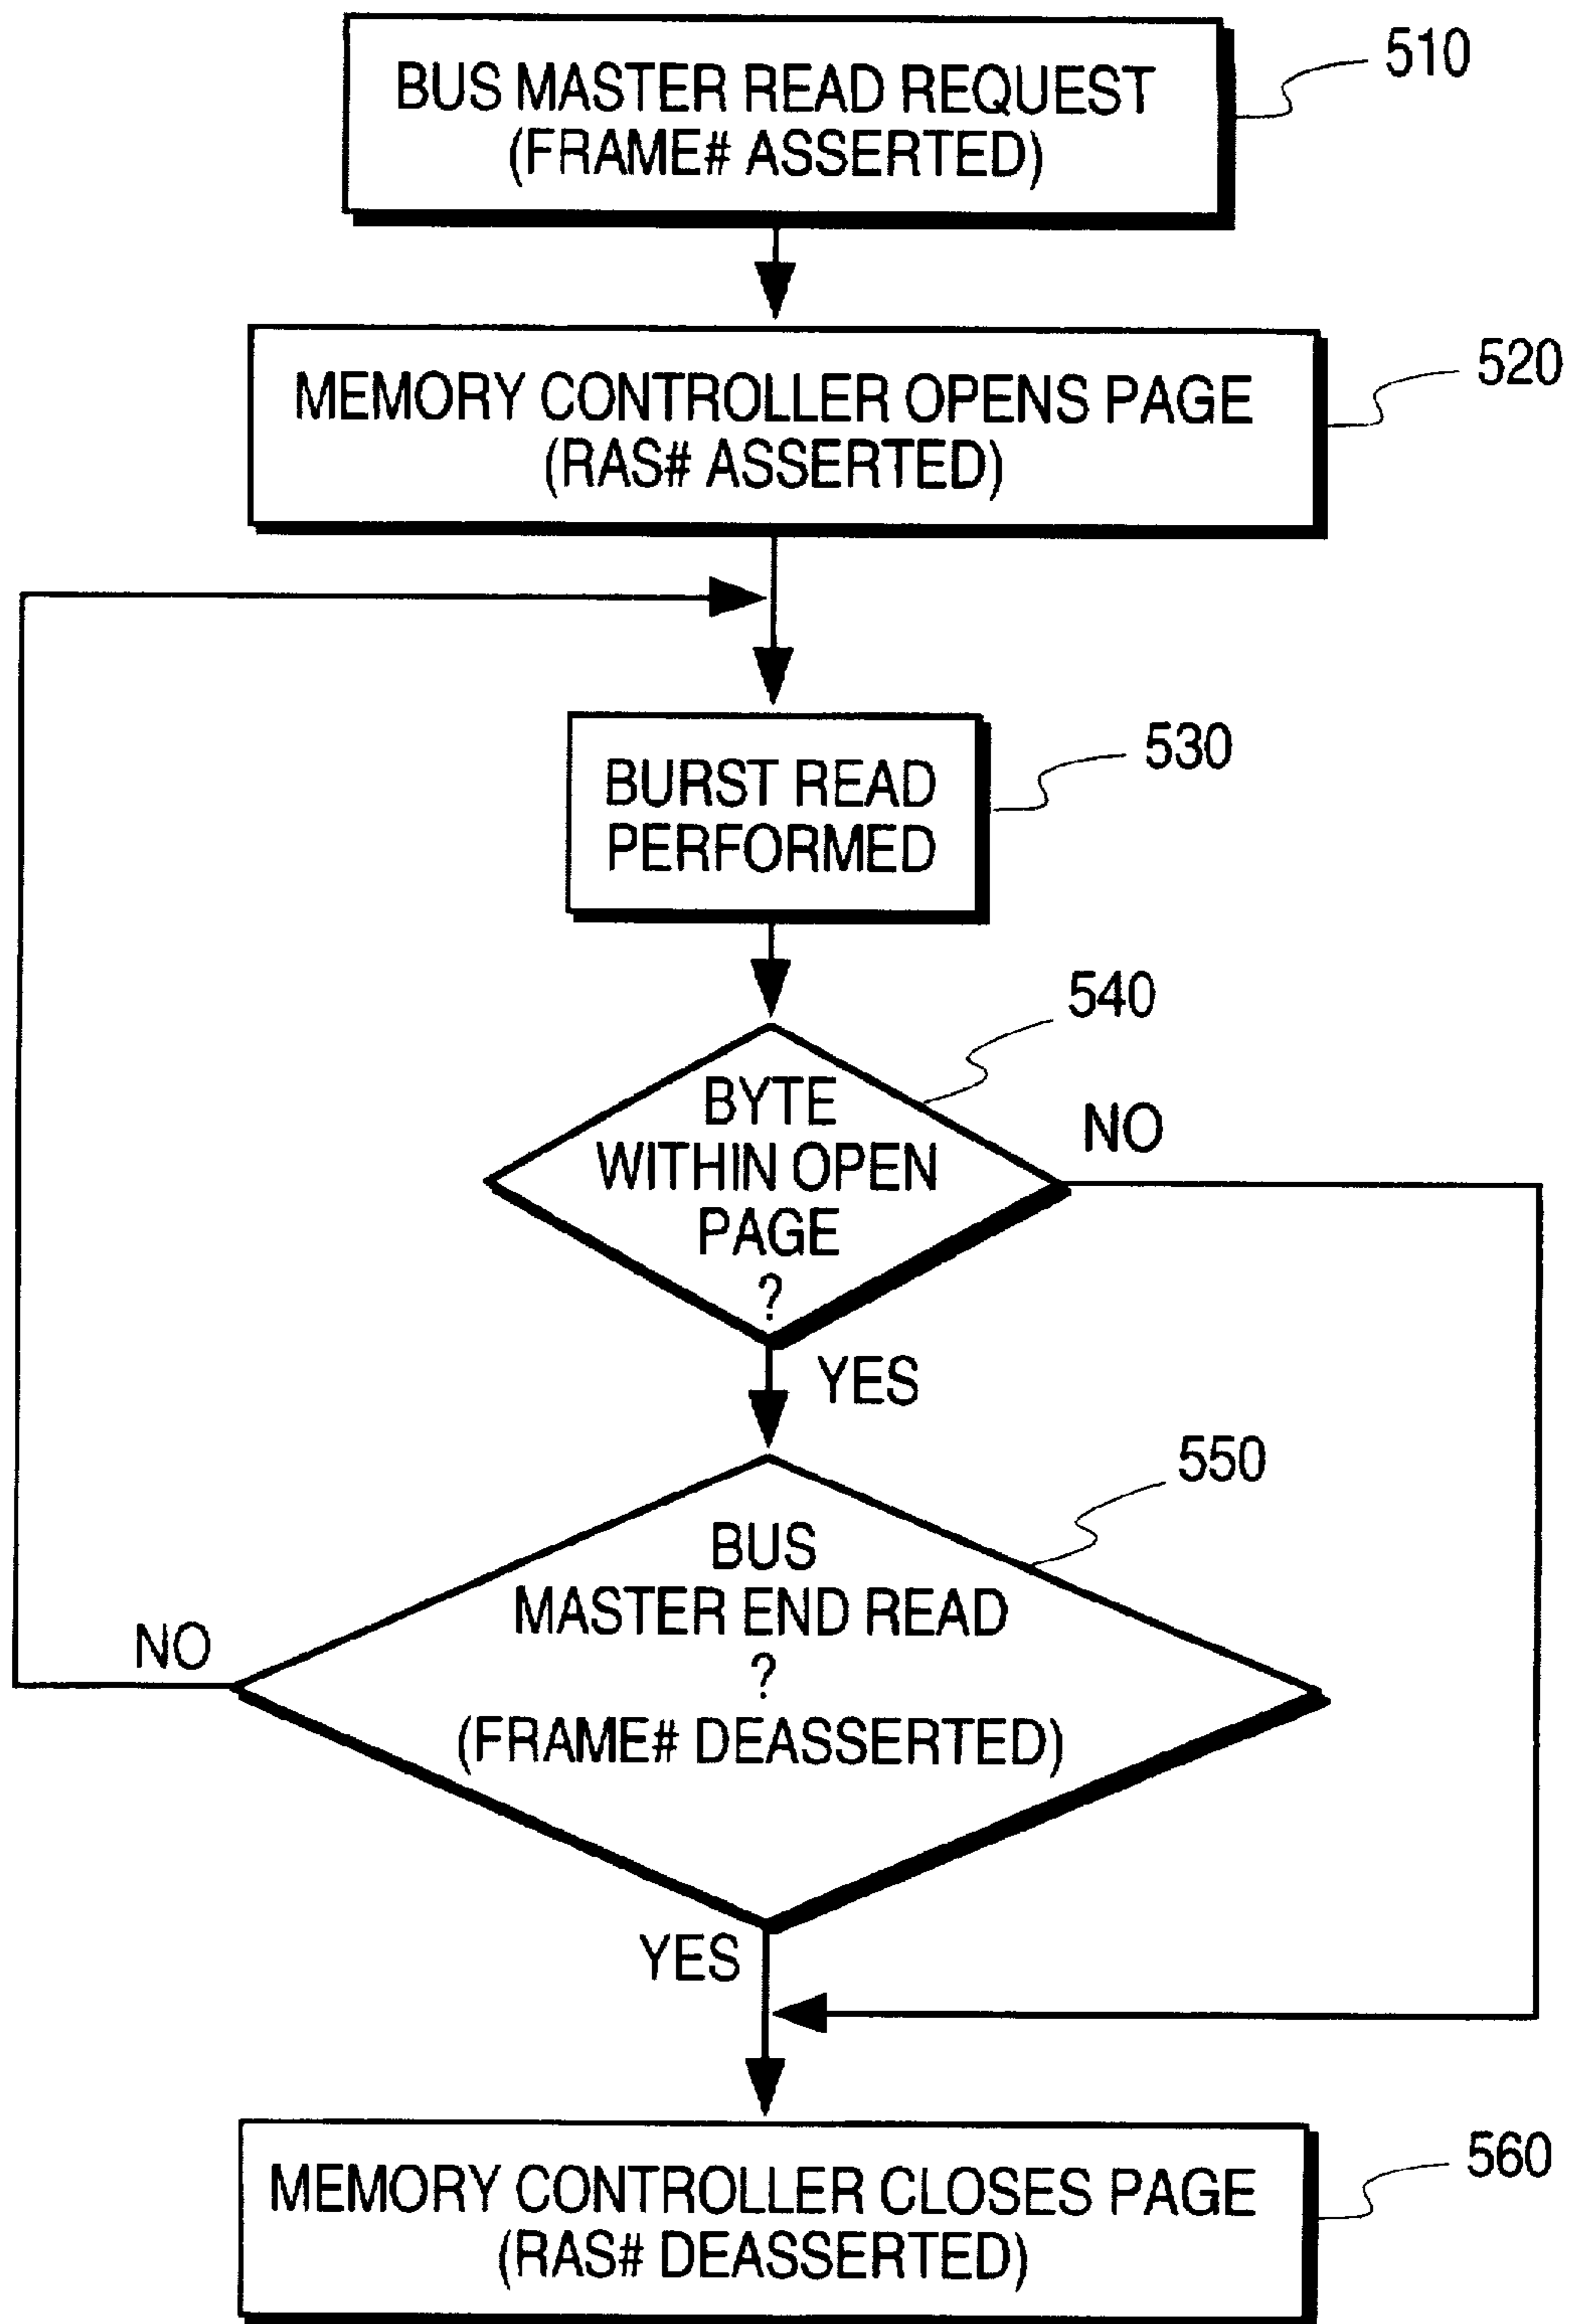 BUS MASTER READ REQUEST
(FRAME# ASSERTED)
510
MEMORY CONTROLLER OPENS PAGE
(RAS# ASSERTED)
520
BURST READ
PERFORMED
530
540
BYTE
WITHIN OPEN
PAGE
?
NO
YES
550
BUS
MASTER END READ
?
(FRAME# DEASSERTED)
NO
YES
MEMORY CONTROLLER CLOSES PAGE
(RAS# DEASSERTED)
560